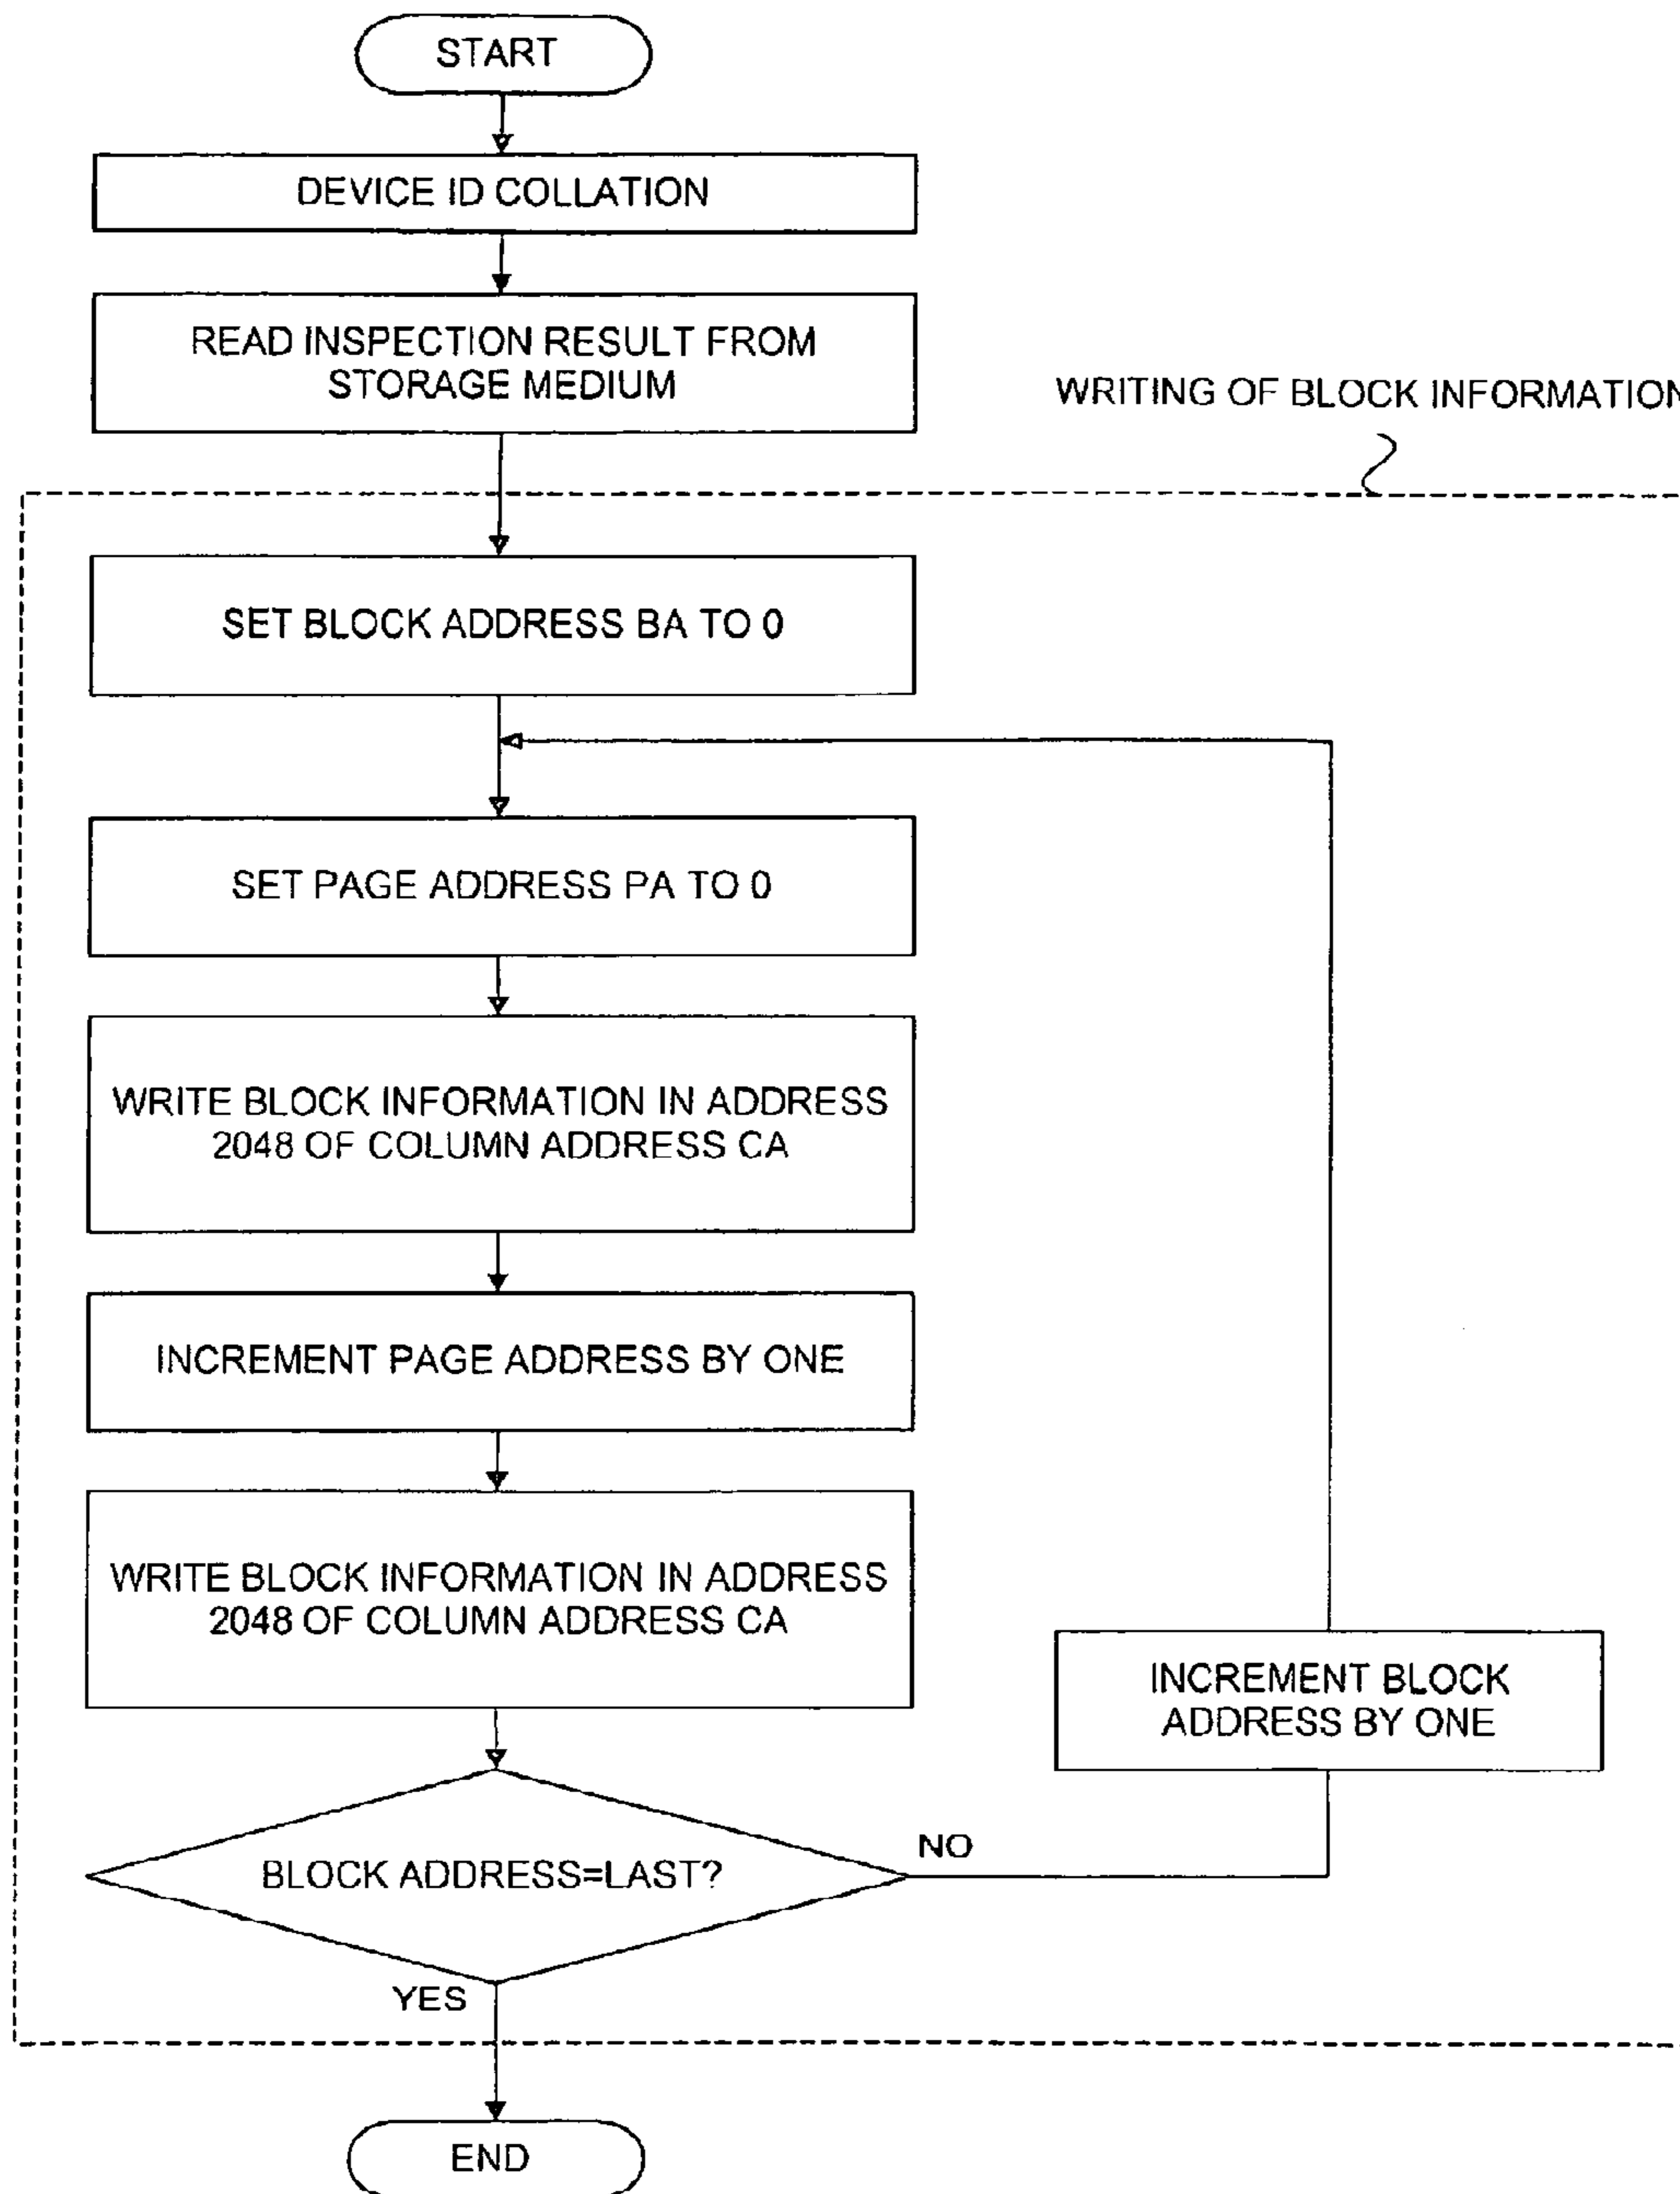 START
DEVICE ID COLLATION
READ INSPECTION RESULT FROM
STORAGE MEDIUM
WRITING OF BLOCK INFORMATION
SET BLOCK ADDRESS BA TO 0
SET PAGE ADDRESS PA TO 0
WRITE BLOCK INFORMATION IN ADDRESS
2048 OF COLUMN ADDRESS CA
INCREMENT PAGE ADDRESS BY ONE
WRITE BLOCK INFORMATION IN ADDRESS
2048 OF COLUMN ADDRESS CA
INCREMENT BLOCK
ADDRESS BY ONE
BLOCK ADDRESS=LAST?
NO
YES
END